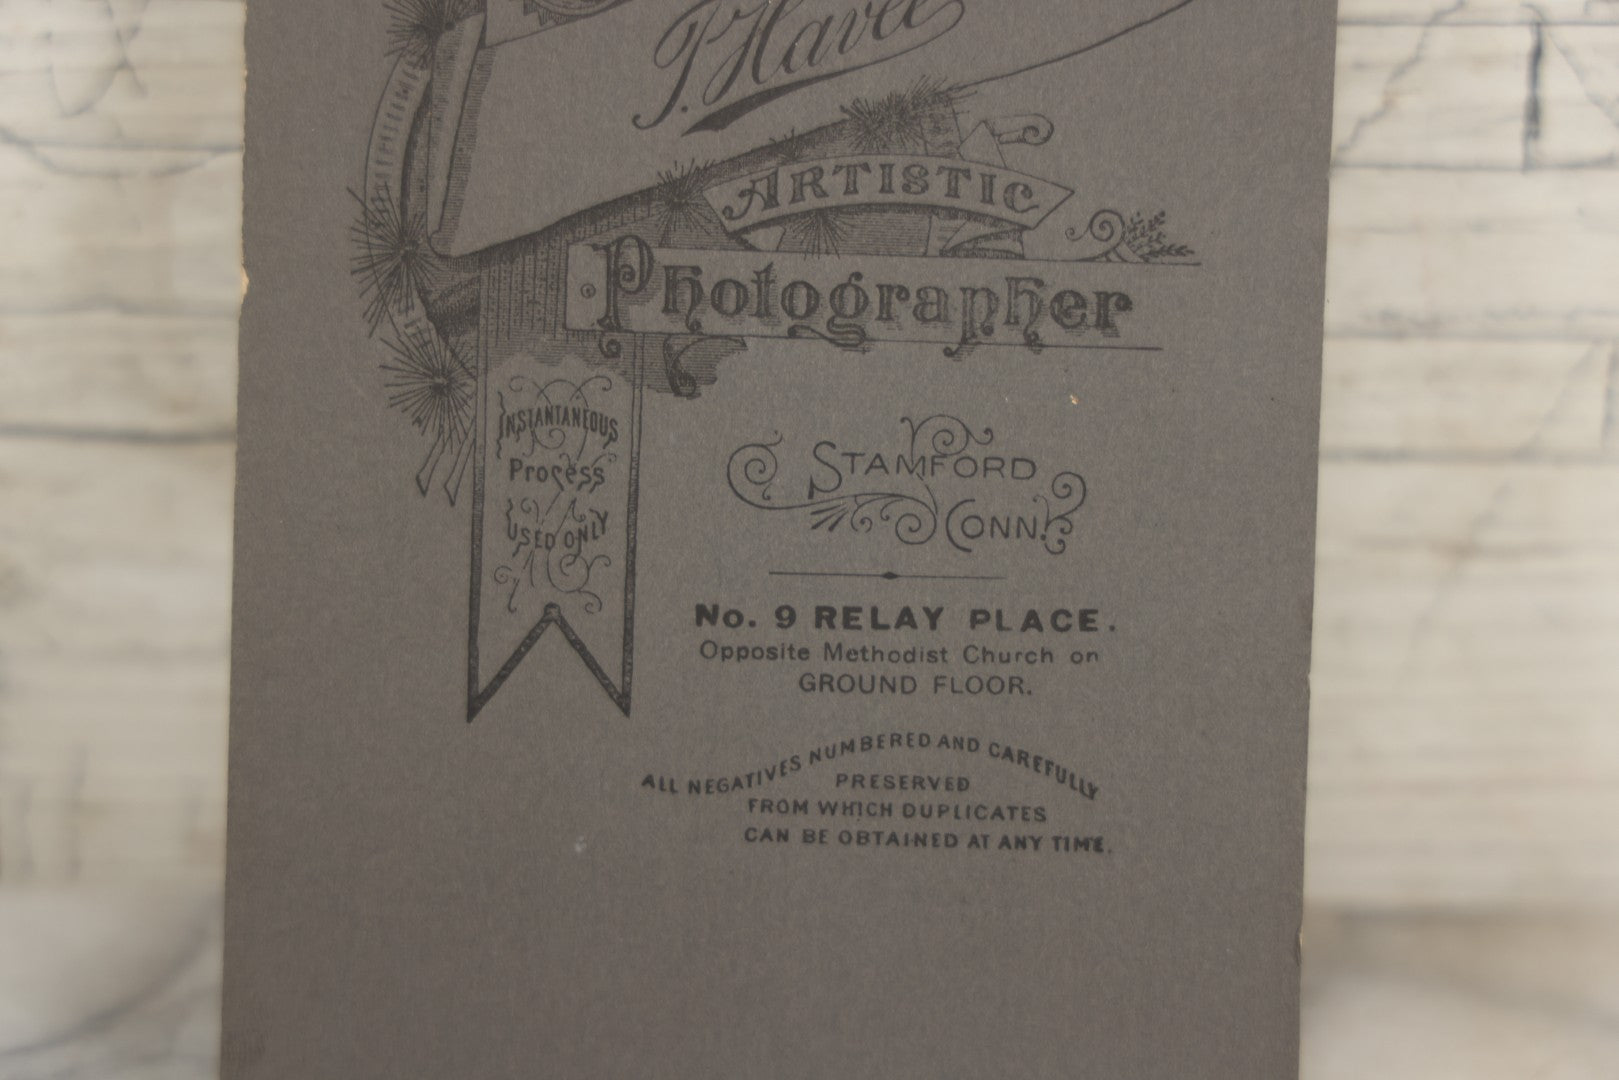 J. Havee
ARTISTIC
Photographer
INSTANTANEOUS
Process
USED ONLY
STAMFORD
CONN.
No. 9 RELAY PLACE.
Opposite Methodist Church on
GROUND FLOOR.
ALL NEGATIVES NUMBERED AND CAREFULLY
PRESERVED
FROM WHICH DUPLICATES
CAN BE OBTAINED AT ANY TIME.